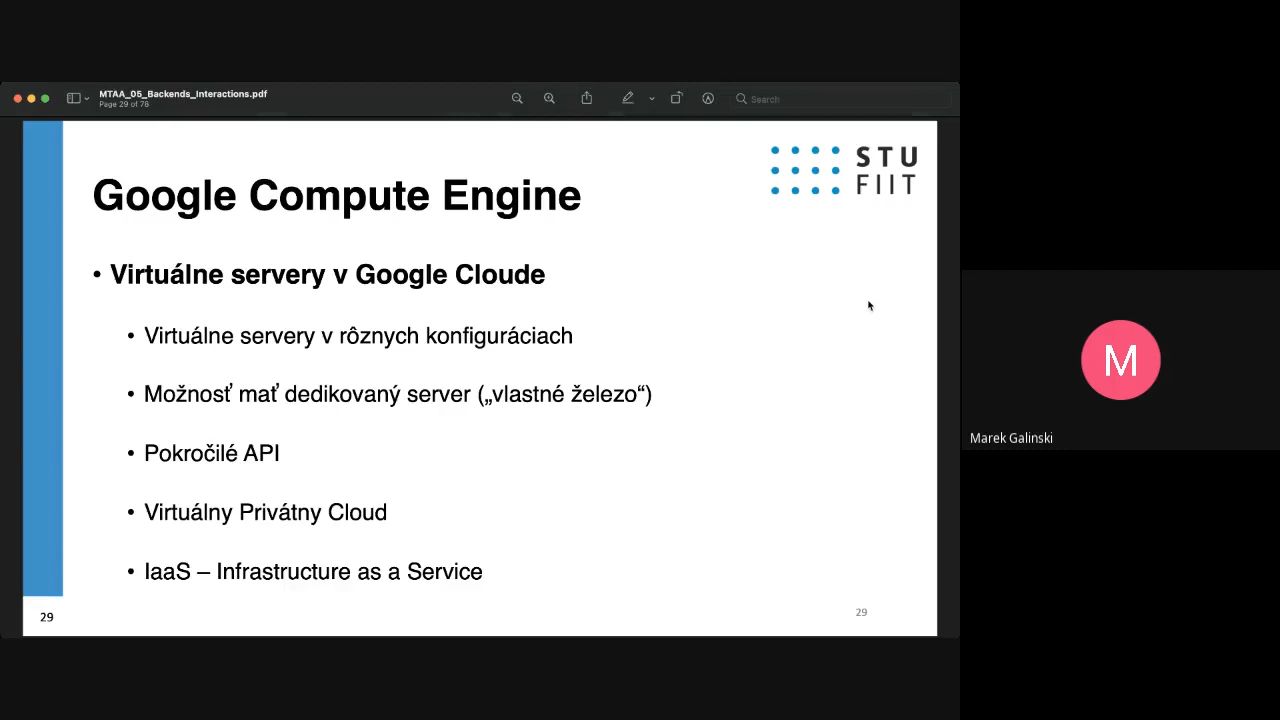 MTAA_05_Backends_Interactions.pdf
Page 29 of 78
Search
STU
FIIT
Google Compute Engine
• Virtuálne servery v Google Cloude
• Virtuálne servery v rôznych konfiguráciach
• Možnosť mať dedikovaný server („vlastné železo“)
• Pokročilé API
• Virtuálny Privátny Cloud
• IaaS – Infrastructure as a Service
29
29
M
Marek Galinski